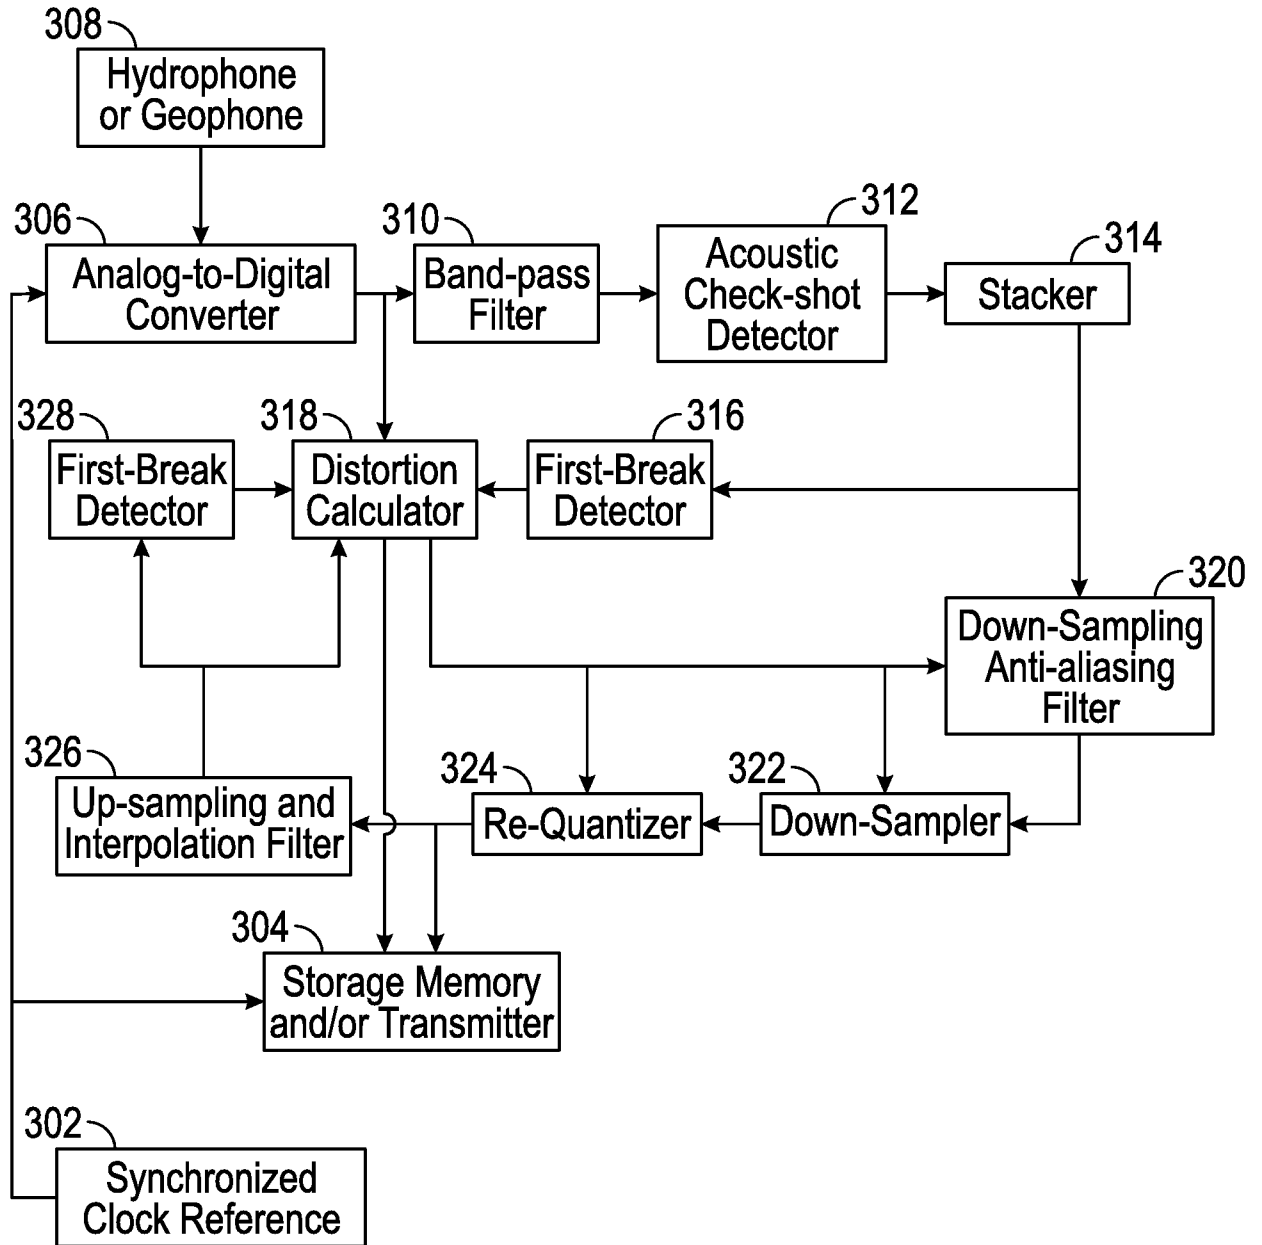 308
Hydrophone
or Geophone
306
Analog-to-Digital
Converter
310
Band-pass
Filter
312
Acoustic
Check-shot
Detector
314
Stacker
328
First-Break
Detector
318
Distortion
Calculator
316
First-Break
Detector
320
Down-Sampling
Anti-aliasing
Filter
326
Up-sampling and
Interpolation Filter
324
Re-Quantizer
322
Down-Sampler
304
Storage Memory
and/or Transmitter
302
Synchronized
Clock Reference